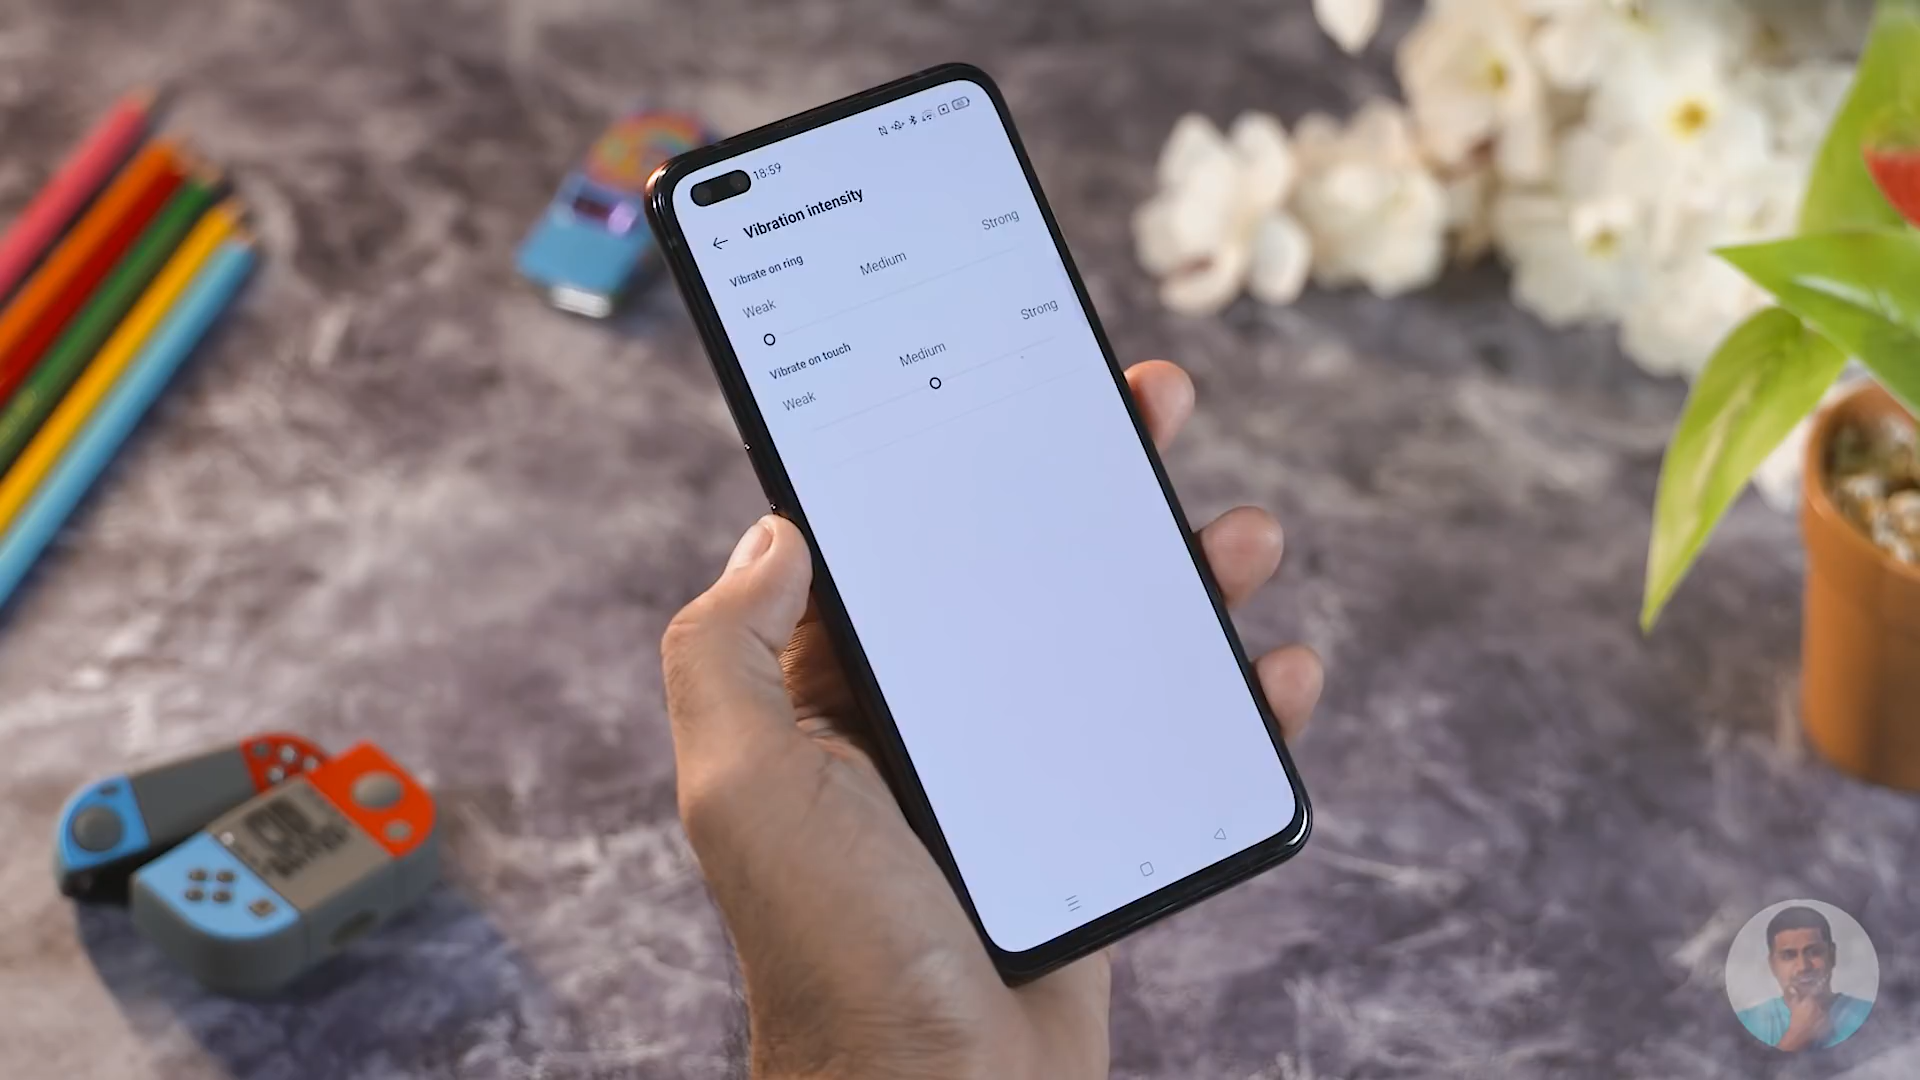 18:59
Vibration intensity
Vibrate on ring
Weak Medium Strong
Vibrate on touch
Weak Medium Strong